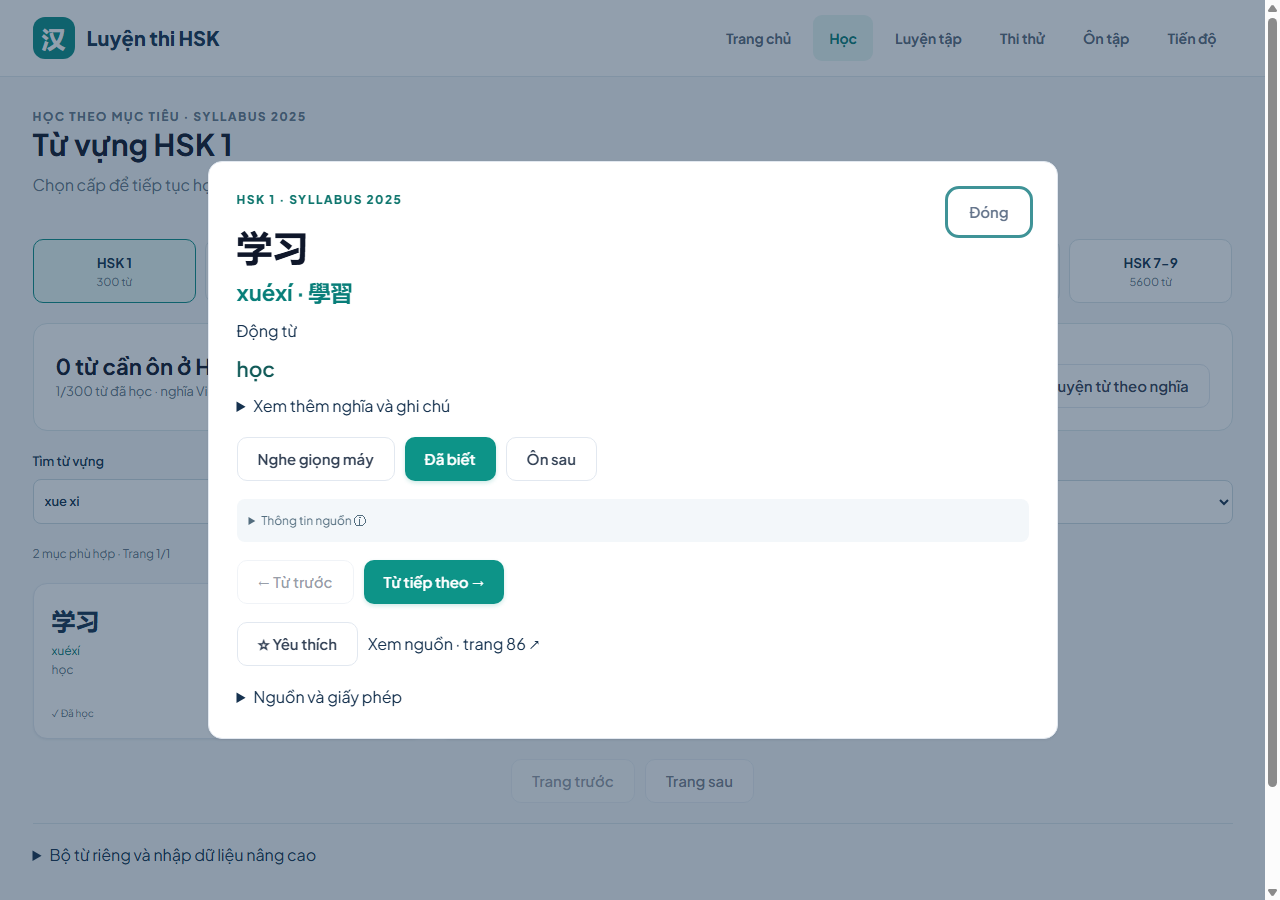 汉 Luyện thi HSK
Trang chủ Học Luyện tập Thi thử Ôn tập Tiến độ
HỌC THEO MỤC TIÊU · SYLLABUS 2025
Từ vựng HSK 1
Chọn cấp để tiếp tục
HSK 1
300 từ
HSK 7–9
5600 từ
0 từ cần ôn ở
1/300 từ đã học · nghĩa
từ theo nghĩa
Tìm từ vựng
xue xi
2 mục phù hợp · Trang 1/1
学习
xuéxí
học
✓ Đã học
HSK 1 · SYLLABUS 2025
Đóng
学习
xuéxí · 學習
Động từ
học
▶ Xem thêm nghĩa và ghi chú
Nghe giọng máy Đã biết Ôn sau
▶ Thông tin nguồn ⓘ
← Từ trước Từ tiếp theo →
☆ Yêu thích Xem nguồn · trang 86 ↗
▶ Nguồn và giấy phép
Trang trước Trang sau
▶ Bộ từ riêng và nhập dữ liệu nâng cao